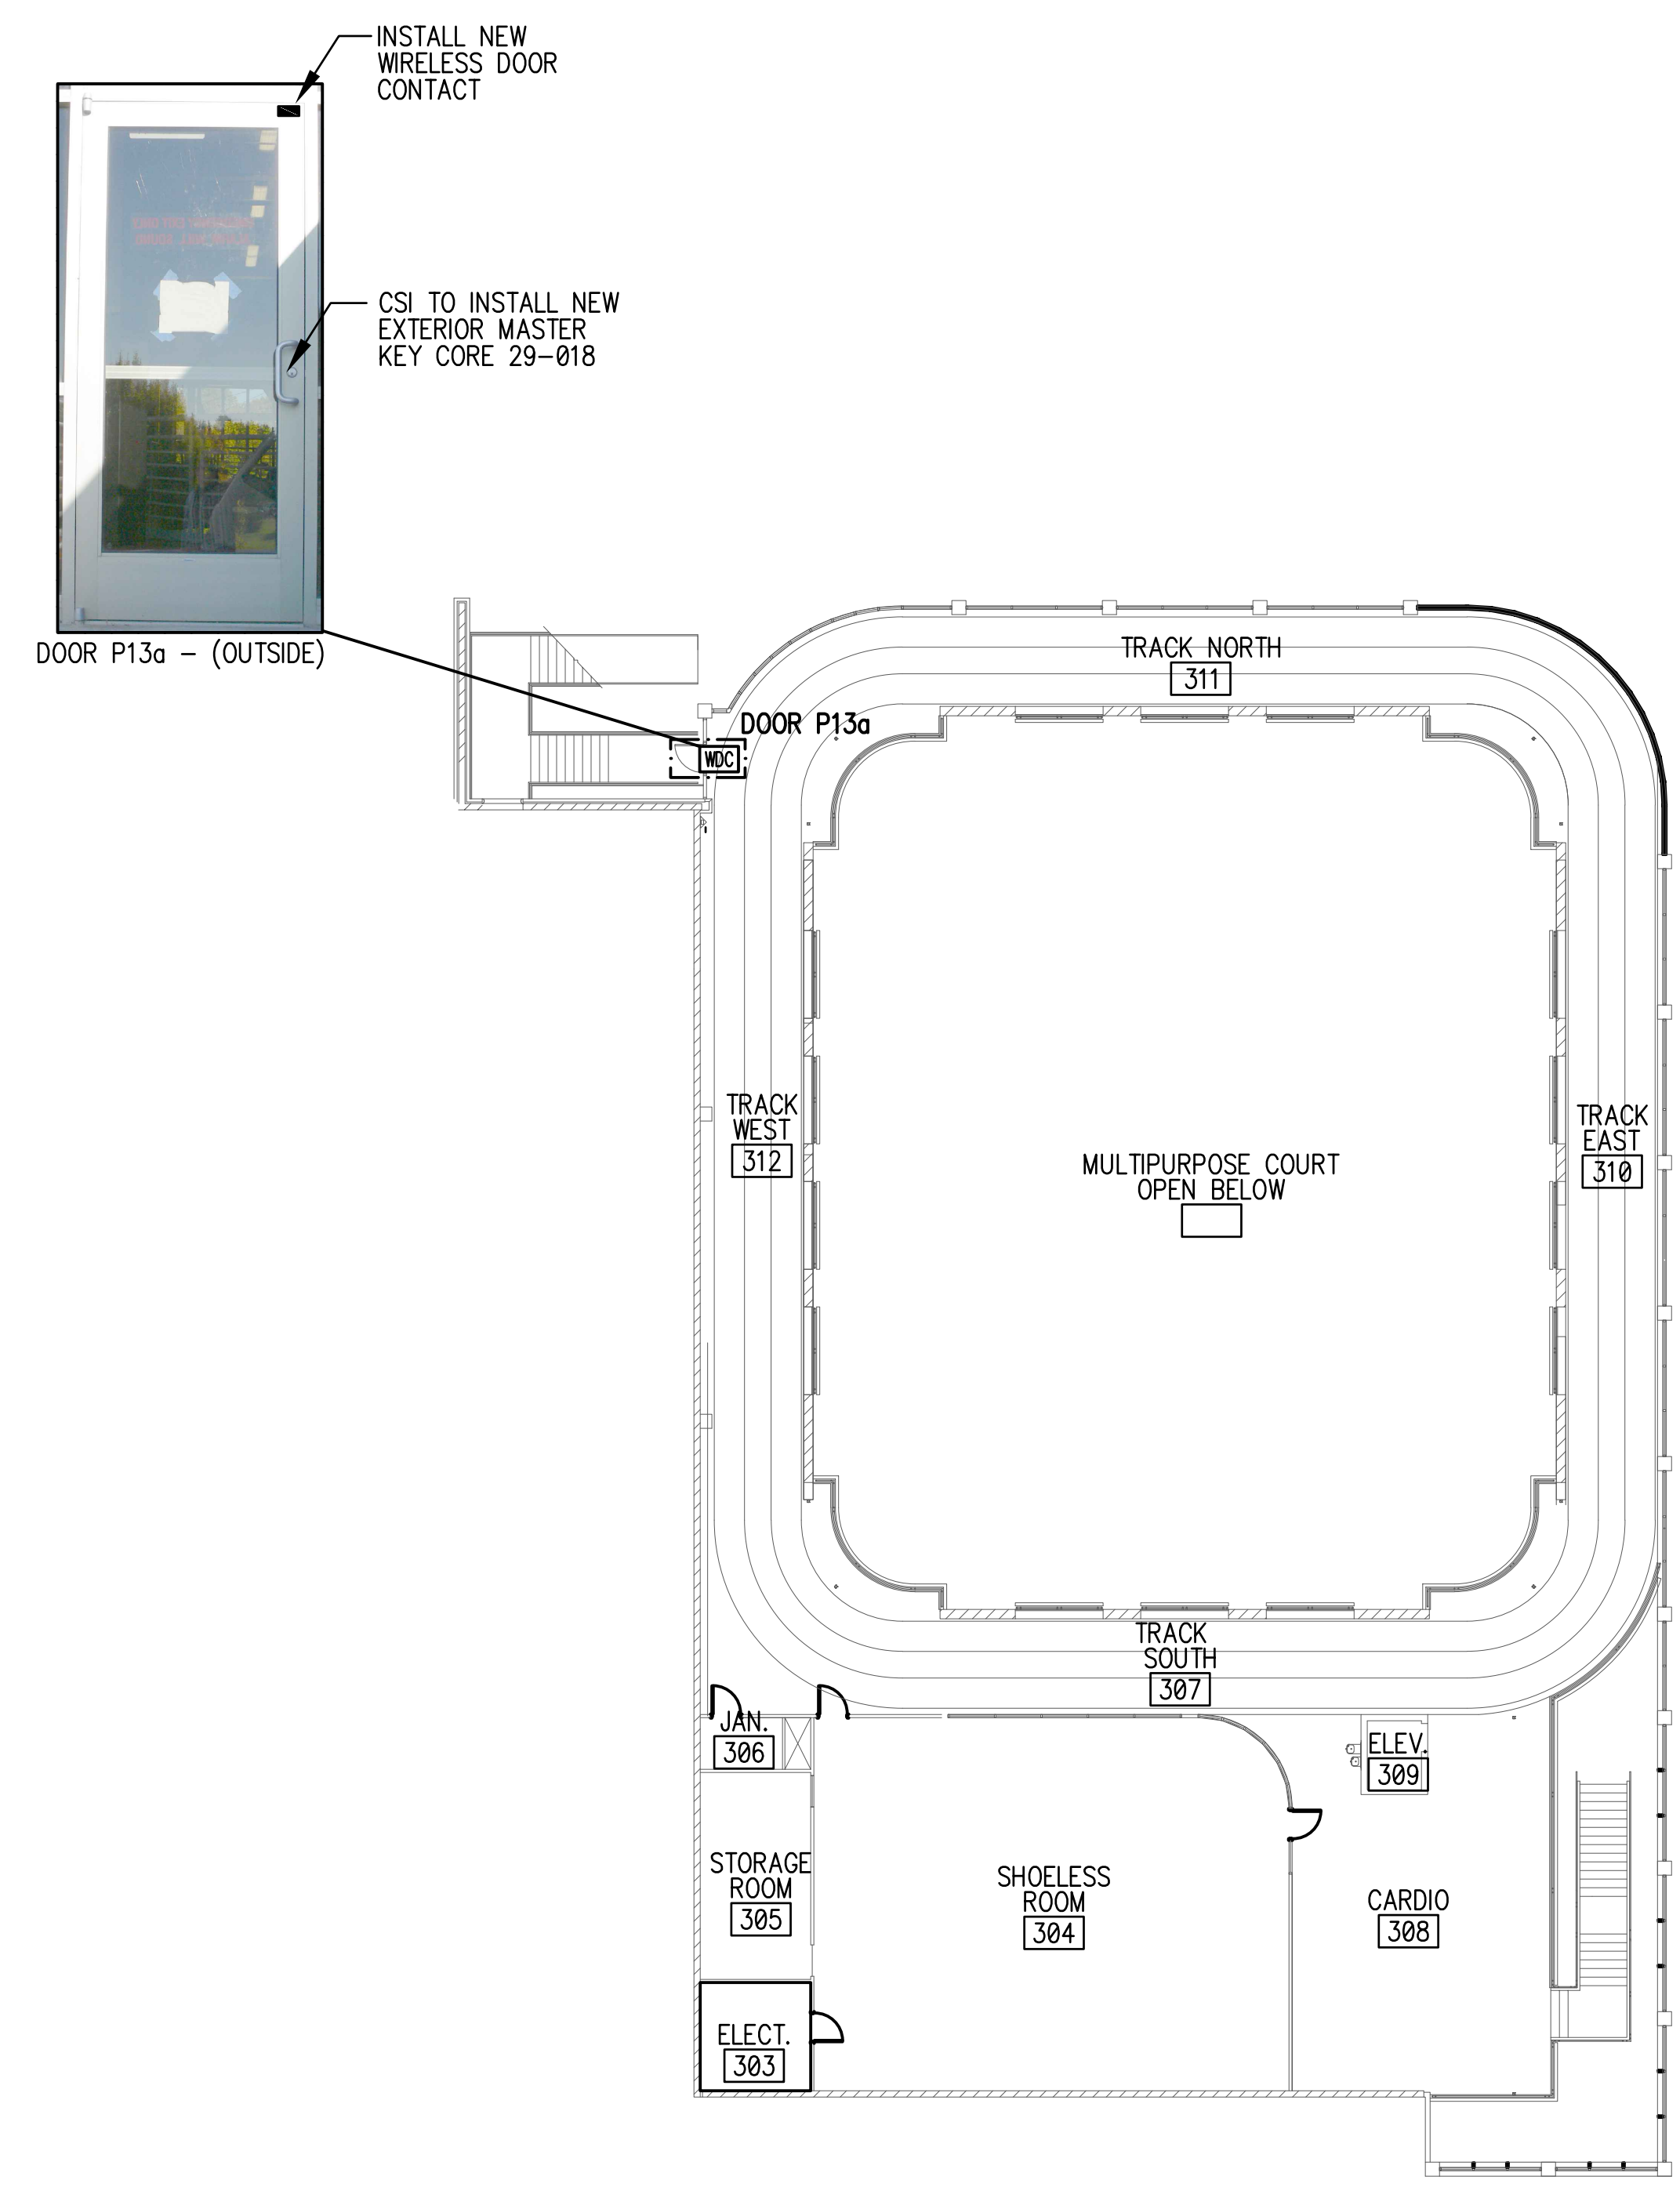 INSTALL NEW
WIRELESS DOOR
CONTACT
CSI TO INSTALL NEW
EXTERIOR MASTER
KEY CORE 29-018
DOOR P13a - (OUTSIDE)
TRACK NORTH
311
DOOR P13a
WDC
TRACK
WEST
312
MULTIPURPOSE COURT
OPEN BELOW
TRACK
EAST
310
TRACK
SOUTH
307
JAN.
306
ELEV.
309
STORAGE
ROOM
305
SHOELESS
ROOM
304
CARDIO
308
ELECT.
303